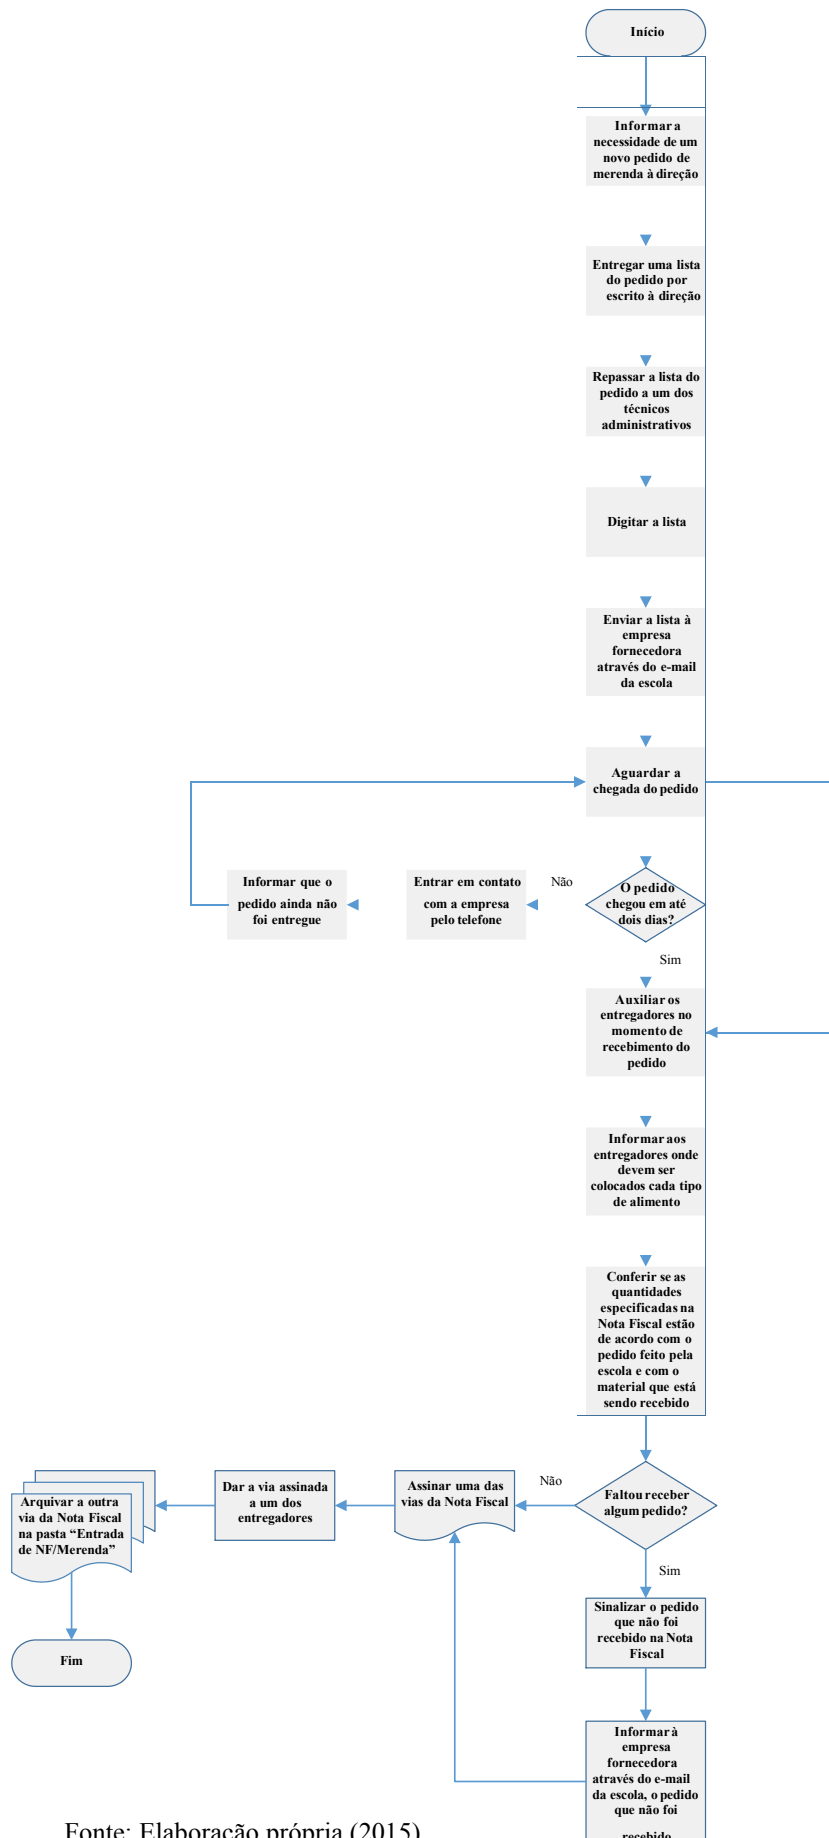 Início
Informar a
necessidade de um
novo pedido de
merenda à direção
Entregar uma lista
do pedido por
escrito à direção
Repassar a lista do
pedido a um dos
técnicos
administrativos
Digitar a lista
Enviar a lista à
empresa
fornecedora
através do e-mail
da escola
Aguardar a
chegada do pedido
O pedido
chegou em até
dois dias?
Não
Entrar em contato
com a empresa
pelo telefone
Informar que o
pedido ainda não
foi entregue
Sim
Auxiliar os
entregadores no
momento de
recebimento do
pedido
Informar aos
entregadores onde
devem ser
colocados cada tipo
de alimento
Conferir se as
quantidades
especificadas na
Nota Fiscal estão
de acordo com o
pedido feito pela
escola e com o
material que está
sendo recebido
Faltou receber
algum pedido?
Não
Assinar uma das
vias da Nota Fiscal
Dar a via assinada
a um dos
entregadores
Arquivar a outra
via da Nota Fiscal
na pasta “Entrada
de NF/Merenda”
Fim
Sim
Sinalizar o pedido
que não foi
recebido na Nota
Fiscal
Informar à
empresa
fornecedora
através do e-mail
da escola, o pedido
que não foi
recebido
Fonte: Elaboração própria (2015)